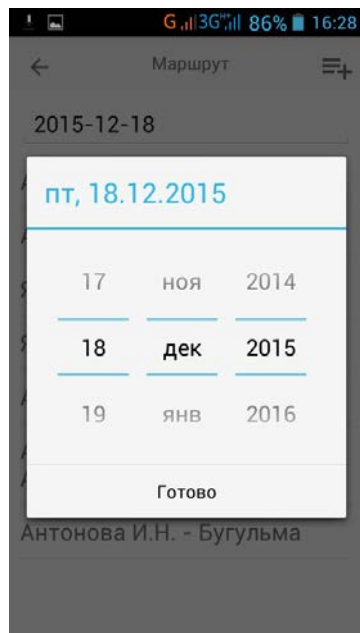 G 3G 86% 16:28
Маршрут
2015-12-18
пт, 18.12.2015
17 ноя 2014
18 дек 2015
19 янв 2016
Готово
Антонова И.Н. - Бугульма